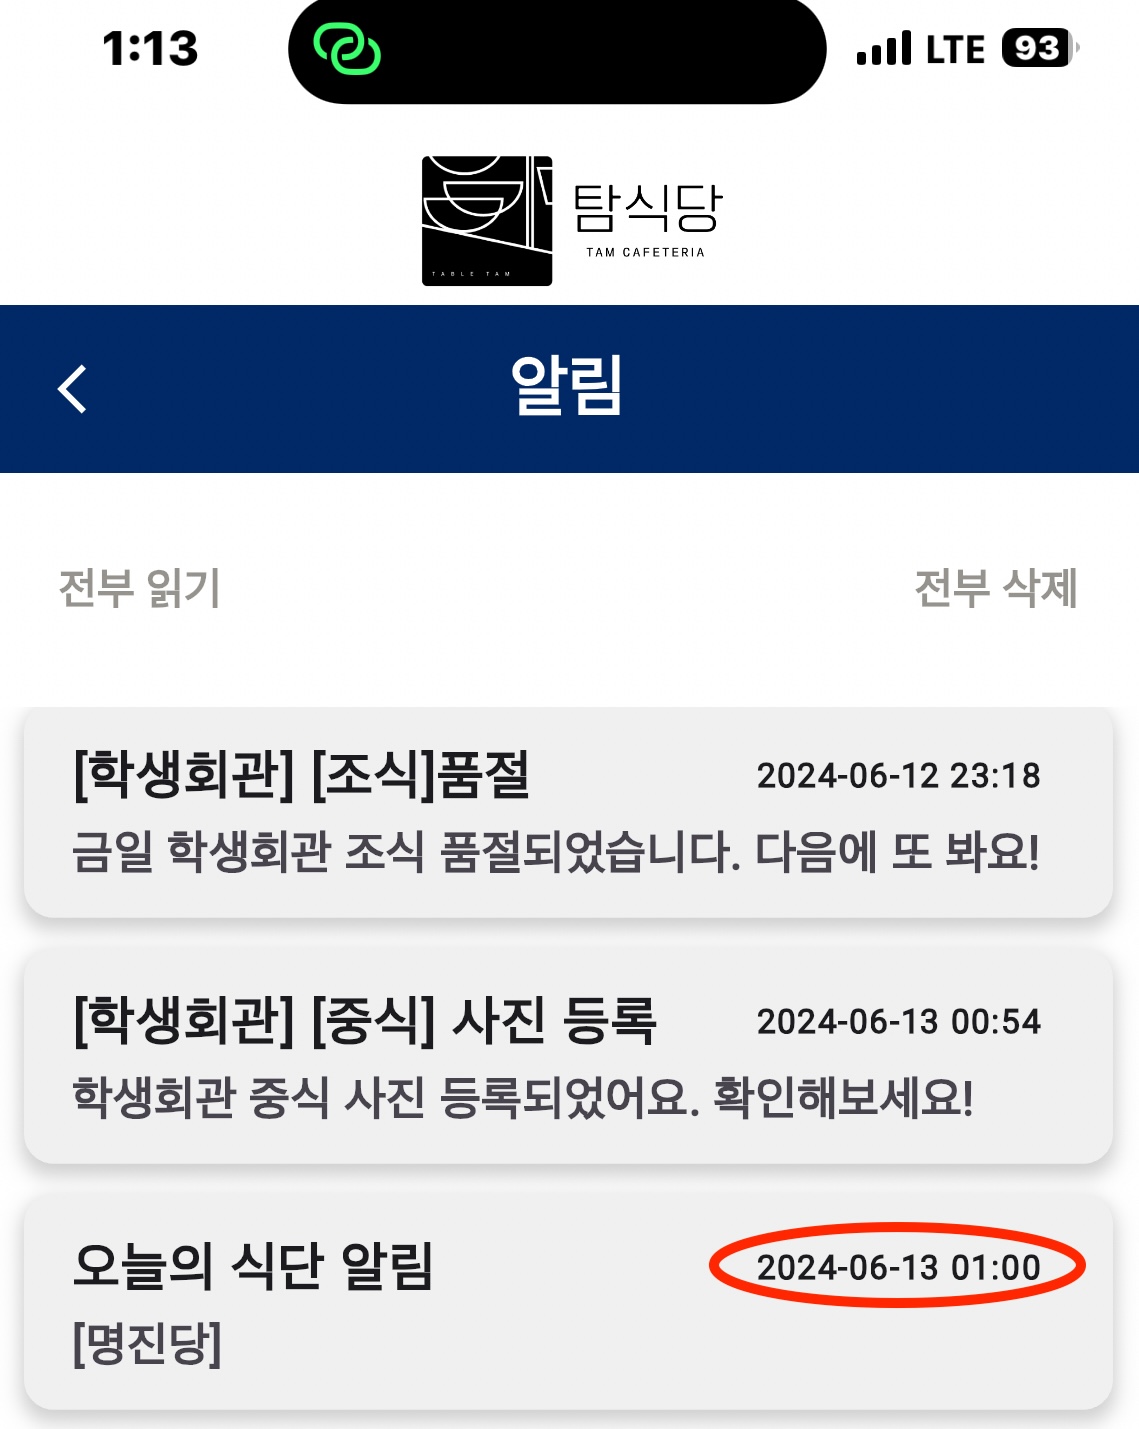 1:13 LTE 93
탐식당
TAM CAFETERIA
TABLE TAM
알림
전부 읽기 전부 삭제
[학생회관] [조식]품절 2024-06-12 23:18
금일 학생회관 조식 품절되었습니다. 다음에 또 봐요!
[학생회관] [중식] 사진 등록 2024-06-13 00:54
학생회관 중식 사진 등록되었어요. 확인해보세요!
오늘의 식단 알림 2024-06-13 01:00
[명진당]